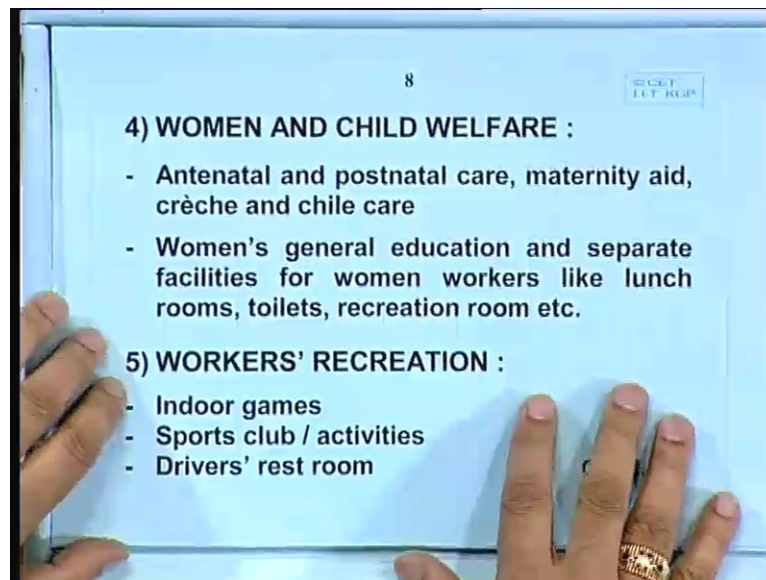 8
© CET
I.I.T. KGP
4) WOMEN AND CHILD WELFARE :
- Antenatal and postnatal care, maternity aid,
crèche and chile care
- Women's general education and separate
facilities for women workers like lunch
rooms, toilets, recreation room etc.
5) WORKERS' RECREATION :
- Indoor games
- Sports club / activities
- Drivers' rest room